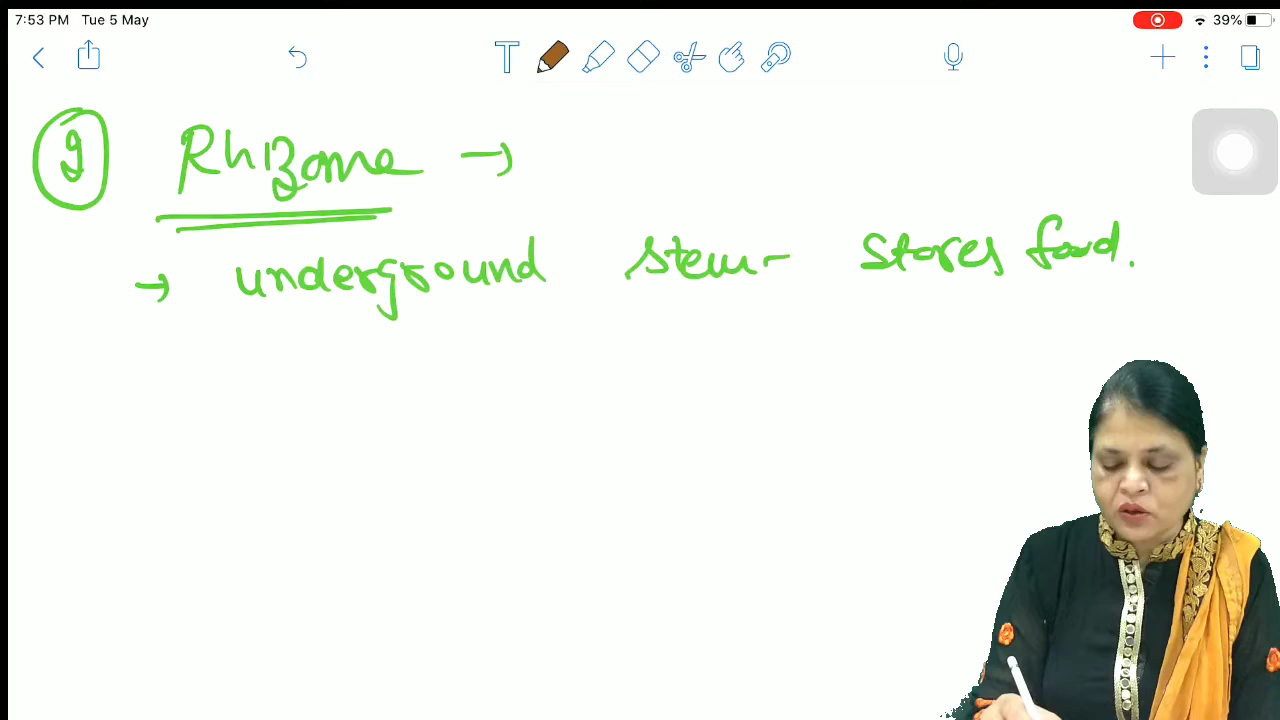 7:53 PM Tue 5 May 39%
9 Rhizome →
→ underground stem - stores food.